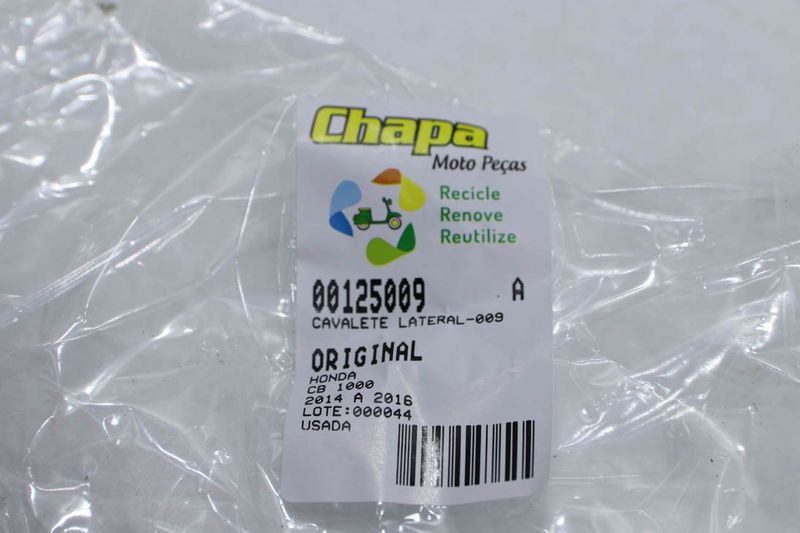 Chapa
Moto Peças
Recicle
Renove
Reutilize
00125009 A
CAVALETE LATERAL-009
ORIGINAL
HONDA
CB 1000
2014 A 2016
LOTE:000044
USADA